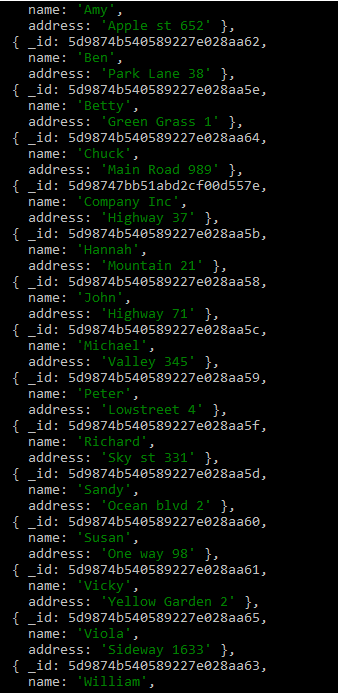 name: 'Amy',
address: 'Apple st 652' },
{ _id: 5d9874b540589227e028aa62,
name: 'Ben',
address: 'Park Lane 38' },
{ _id: 5d9874b540589227e028aa5e,
name: 'Betty',
address: 'Green Grass 1' },
{ _id: 5d9874b540589227e028aa64,
name: 'Chuck',
address: 'Main Road 989' },
{ _id: 5d98747bb51abd2cf00d557e,
name: 'Company Inc',
address: 'Highway 37' },
{ _id: 5d9874b540589227e028aa5b,
name: 'Hannah',
address: 'Mountain 21' },
{ _id: 5d9874b540589227e028aa58,
name: 'John',
address: 'Highway 71' },
{ _id: 5d9874b540589227e028aa5c,
name: 'Michael',
address: 'Valley 345' },
{ _id: 5d9874b540589227e028aa59,
name: 'Peter',
address: 'Lowstreet 4' },
{ _id: 5d9874b540589227e028aa5f,
name: 'Richard',
address: 'Sky st 331' },
{ _id: 5d9874b540589227e028aa5d,
name: 'Sandy',
address: 'Ocean blvd 2' },
{ _id: 5d9874b540589227e028aa60,
name: 'Susan',
address: 'One way 98' },
{ _id: 5d9874b540589227e028aa61,
name: 'Vicky',
address: 'Yellow Garden 2' },
{ _id: 5d9874b540589227e028aa65,
name: 'Viola',
address: 'Sideway 1633' },
{ _id: 5d9874b540589227e028aa63,
name: 'William',